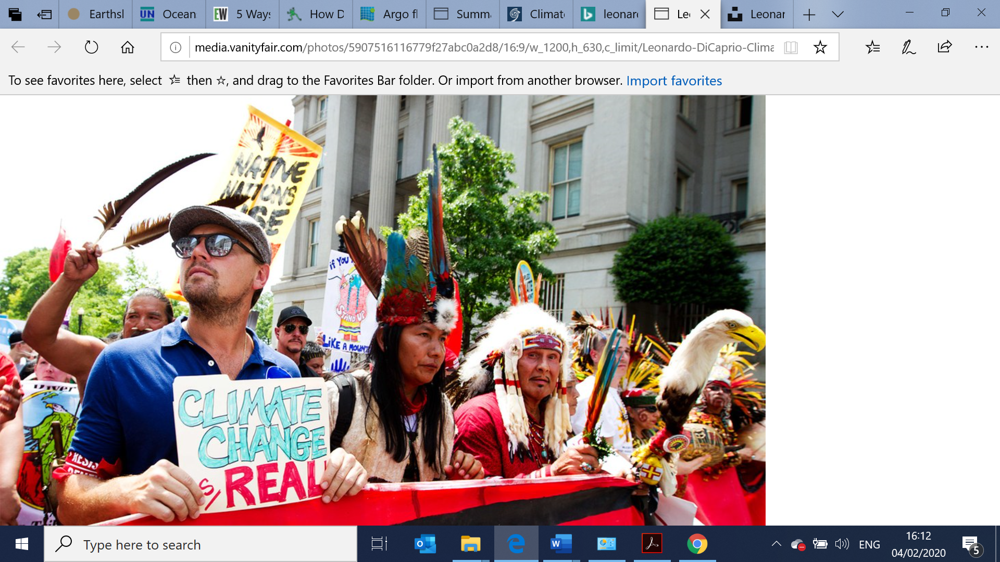 Earthsl
UN Ocean
EW 5 Ways
How D
Argo fl
Summ
Climat
leonar
Le
Leonar
media.vanityfair.com/photos/5907516116779f27abc0a2d8/16:9/w_1200,h_630,c_limit/Leonardo-DiCaprio-Clima
To see favorites here, select then , and drag to the Favorites Bar folder. Or import from another browser. Import favorites
NATIVE
NATIONS
if YOU
STAND UP
LIKE A
CLIMATE
CHANGE
IS REAL
RESIS
Type here to search
ENG
16:12
04/02/2020
5